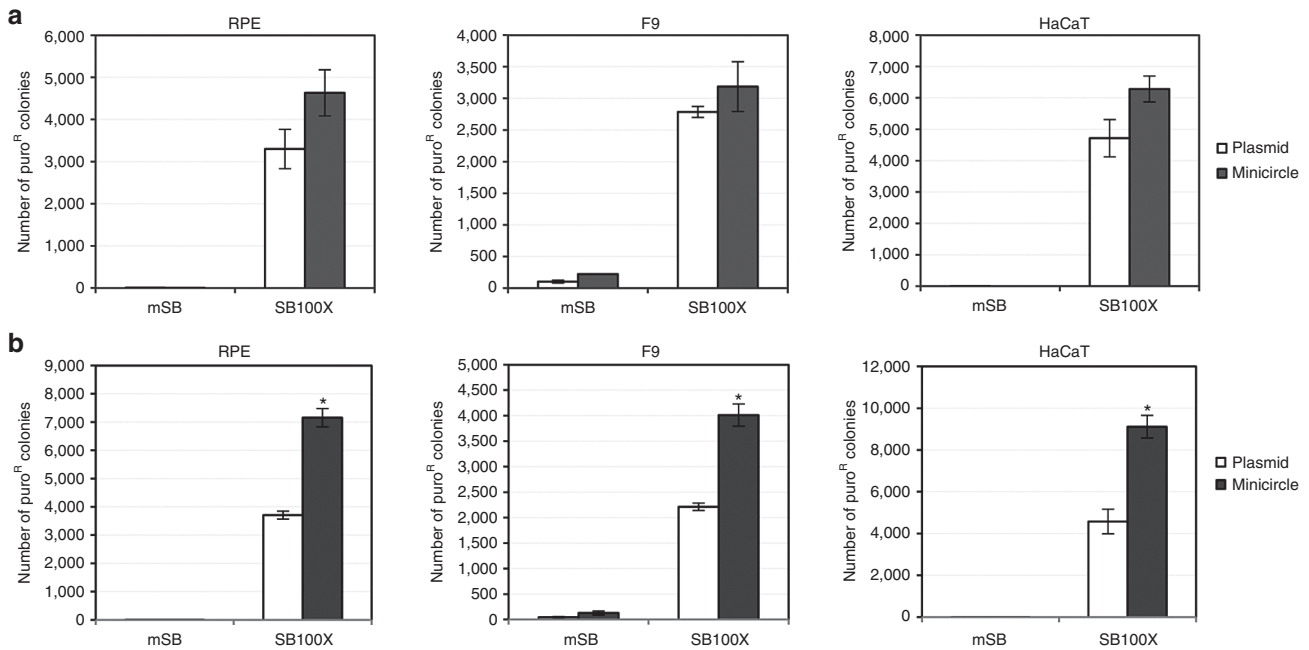 a
RPE
Number of puroᴿ colonies
6,000
5,000
4,000
3,000
2,000
1,000
0
mSB
SB100X
F9
Number of puroᴿ colonies
4,000
3,500
3,000
2,500
2,000
1,500
1,000
500
0
mSB
SB100X
HaCaT
Number of puroᴿ colonies
8,000
7,000
6,000
5,000
4,000
3,000
2,000
1,000
0
mSB
SB100X
Plasmid
Minicircle
b
RPE
Number of puroᴿ colonies
9,000
8,000
7,000
6,000
5,000
4,000
3,000
2,000
1,000
0
*
mSB
SB100X
F9
Number of puroᴿ colonies
5,000
4,500
4,000
3,500
3,000
2,500
2,000
1,500
1,000
500
0
*
mSB
SB100X
HaCaT
Number of puroᴿ colonies
12,000
10,000
8,000
6,000
4,000
2,000
0
*
mSB
SB100X
Plasmid
Minicircle